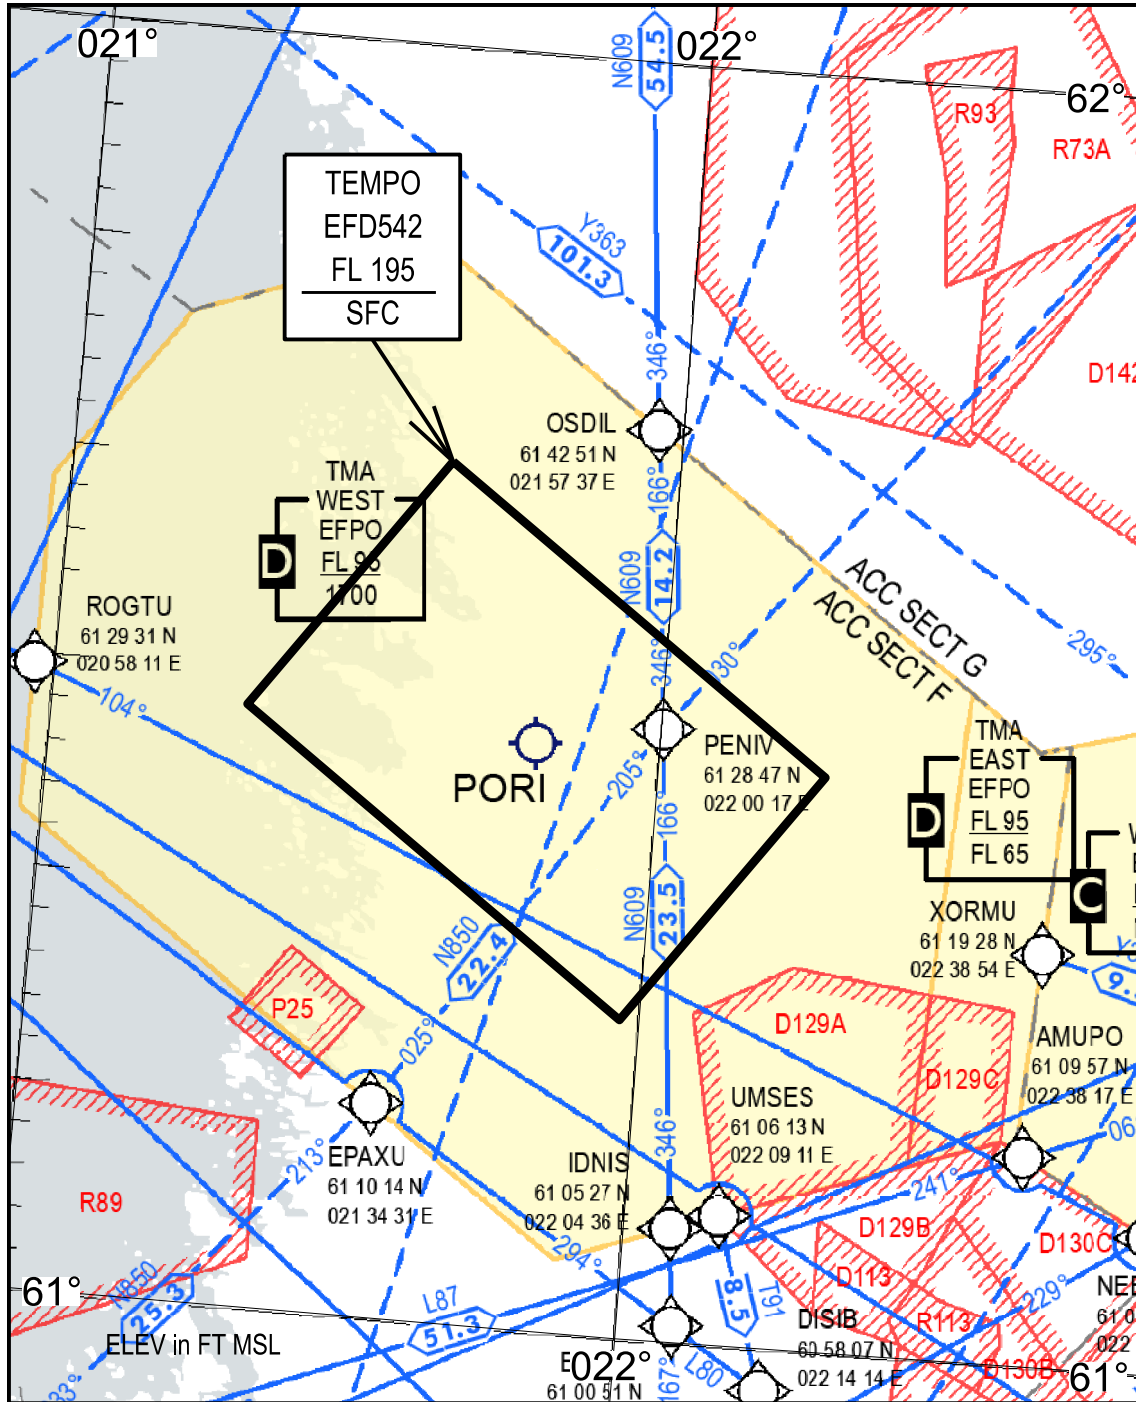 021°
N609
54.5
022°
62°
R93
R73A
TEMPO
EFD542
FL 195
SFC
Y363
101.3
346°
D142
OSDIL
61 42 51 N
021 57 37 E
166°
TMA
WEST
EFPO
FL 95
1700
D
N609
14.2
ACC SECT G
ACC SECT F
ROGTU
61 29 31 N
020 58 11 E
295°
346°
030°
104°
PENIV
61 28 47 N
022 00 17 E
PORI
205°
166°
TMA
EAST
EFPO
FL 95
FL 65
D
C
N609
23.5
XORMU
61 19 28 N
022 38 54 E
N850
22.4
P25
025°
D129A
D129C
AMUPO
61 09 57 N
022 38 17 E
UMSES
61 06 13 N
022 09 11 E
346°
213°
EPAXU
61 10 14 N
021 34 31 E
IDNIS
61 05 27 N
022 04 36 E
R89
241°
D129B
D130C
294°
D113
N850
25.3
61°
L87
51.3
8.5
T91
229°
R113
DISIB
60 58 07 N
022 14 14 E
ELEV in FT MSL
022°
61 00 51 N
167°
L80
D130B
61°